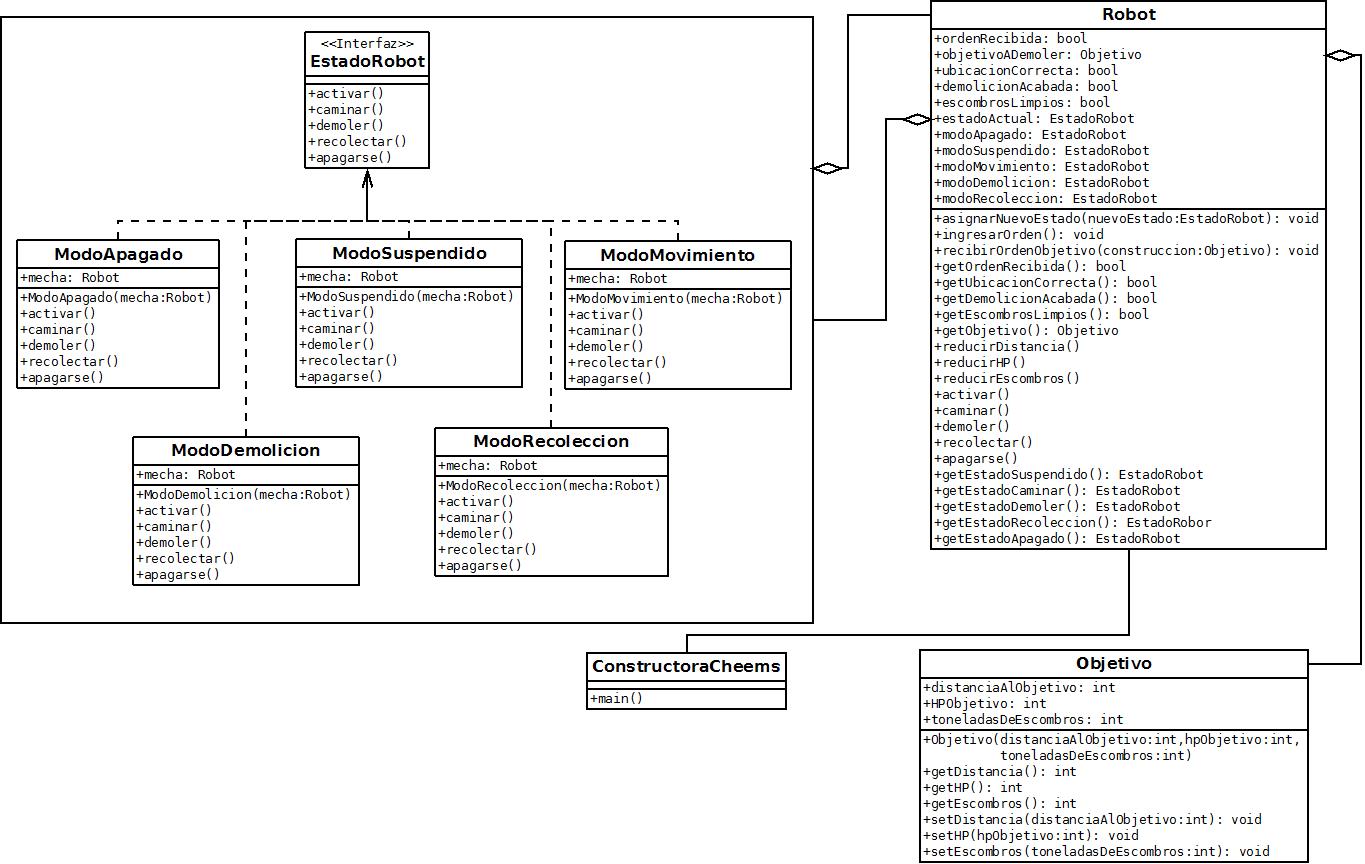 <<Interfaz>>
EstadoRobot
+activar()
+caminar()
+demoler()
+recolectar()
+apagarse()
ModoApagado
+mecha: Robot
+ModoApagado(mecha:Robot)
+activar()
+caminar()
+demoler()
+recolectar()
+apagarse()
ModoSuspendido
+mecha: Robot
+ModoSuspendido(mecha:Robot)
+activar()
+caminar()
+demoler()
+recolectar()
+apagarse()
ModoMovimiento
+mecha: Robot
+ModoMovimiento(mecha:Robot)
+activar()
+caminar()
+demoler()
+recolectar()
+apagarse()
ModoDemolicion
+mecha: Robot
+ModoDemolicion(mecha:Robot)
+activar()
+caminar()
+demoler()
+recolectar()
+apagarse()
ModoRecoleccion
+mecha: Robot
+ModoRecoleccion(mecha:Robot)
+activar()
+caminar()
+demoler()
+recolectar()
+apagarse()
Robot
+ordenRecibida: bool
+objetivoADemoler: Objetivo
+ubicacionCorrecta: bool
+demolicionAcabada: bool
+escombrosLimpios: bool
+estadoActual: EstadoRobot
+modoApagado: EstadoRobot
+modoSuspendido: EstadoRobot
+modoMovimiento: EstadoRobot
+modoDemolicion: EstadoRobot
+modoRecoleccion: EstadoRobot
+asignarNuevoEstado(nuevoEstado:EstadoRobot): void
+ingresarOrden(): void
+recibirOrdenObjetivo(construccion:Objetivo): void
+getOrdenRecibida(): bool
+getUbicacionCorrecta(): bool
+getDemolicionAcabada(): bool
+getEscombrosLimpios(): bool
+getObjetivo(): Objetivo
+reducirDistancia()
+reducirHP()
+reducirEscombros()
+activar()
+caminar()
+demoler()
+recolectar()
+apagarse()
+getEstadoSuspendido(): EstadoRobot
+getEstadoCaminar(): EstadoRobot
+getEstadoDemoler(): EstadoRobot
+getEstadoRecoleccion(): EstadoRobor
+getEstadoApagado(): EstadoRobot
ConstructoraCheems
+main()
Objetivo
+distanciaAlObjetivo: int
+HPObjetivo: int
+toneladasDeEscombros: int
+Objetivo(distanciaAlObjetivo:int,hpObjetivo:int,
toneladasDeEscombros:int)
+getDistancia(): int
+getHP(): int
+getEscombros(): int
+setDistancia(distanciaAlObjetivo:int): void
+setHP(hpObjetivo:int): void
+setEscombros(toneladasDeEscombros:int): void